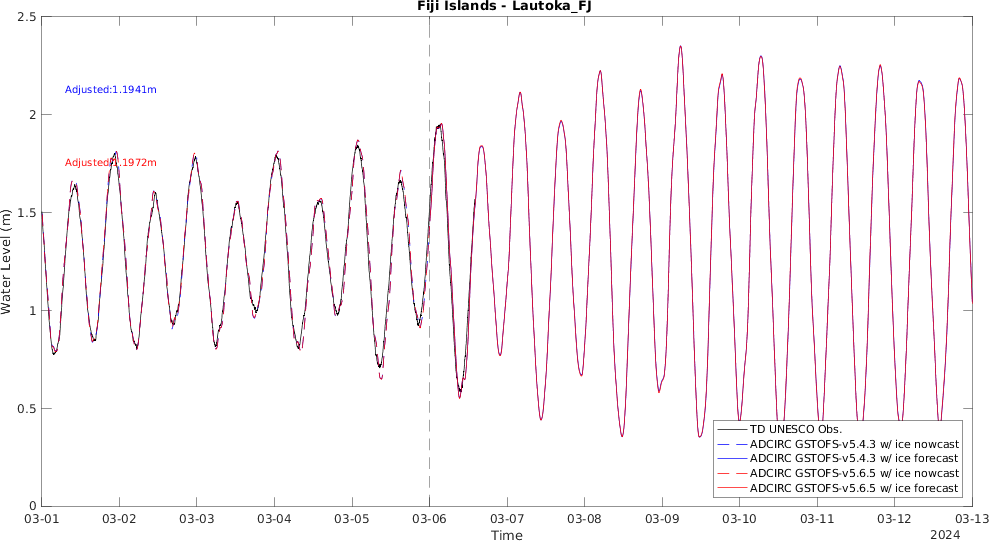 Fiji Islands - Lautoka_FJ
2.5
Adjusted:1.1941m
2
Adjusted:1.1972m
1.5
Water Level (m)
1
0.5
TD UNESCO Obs.
ADCIRC GSTOFS-v5.4.3 w/ ice nowcast
ADCIRC GSTOFS-v5.4.3 w/ ice forecast
ADCIRC GSTOFS-v5.6.5 w/ ice nowcast
ADCIRC GSTOFS-v5.6.5 w/ ice forecast
0
03-01 03-02 03-03 03-04 03-05 03-06 03-07 03-08 03-09 03-10 03-11 03-12 03-13
Time
2024